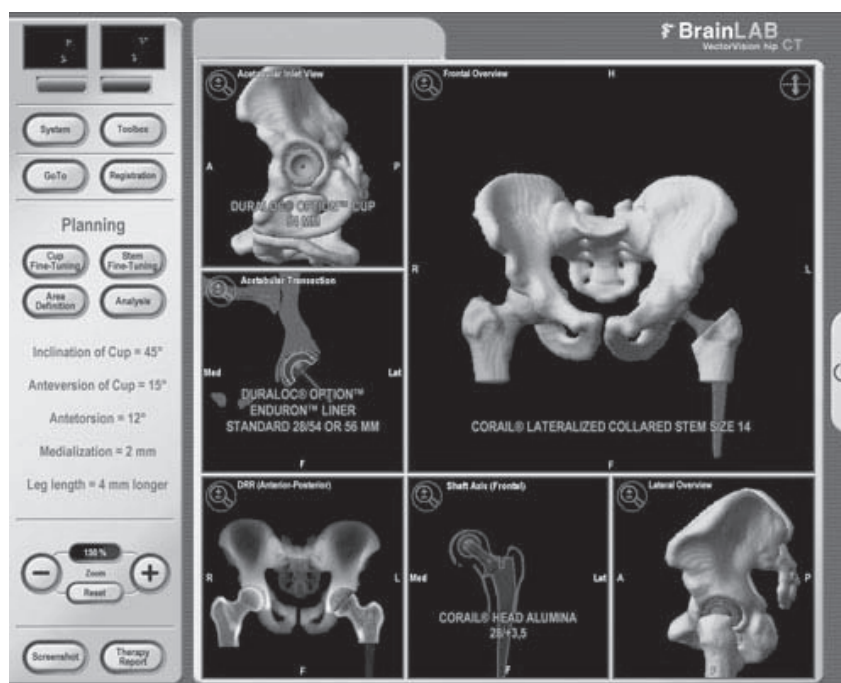 BrainLAB
VectorVision hip CT
System
Toolbox
GoTo
Registration
Planning
Cup
Fine-Tuning
Stem
Fine-Tuning
Area
Definition
Analysis
Inclination of Cup = 45°
Anteversion of Cup = 15°
Antetorsion = 12°
Medialization = 2 mm
Leg length = 4 mm longer
150 %
Zoom
Reset
Screenshot
Therapy
Report
Acetabular Inlet View
A
P
DURALOC® OPTION™ CUP
54 MM
Frontal Overview
H
R
L
CORAIL® LATERALIZED COLLARED STEM SIZE 14
F
Acetabular Transection
Med
Lat
DURALOC® OPTION™
ENDURON™ LINER
STANDARD 28/54 OR 56 MM
F
DRR (Anterior-Posterior)
R
L
F
Shaft Axis (Frontal)
Med
Lat
CORAIL® HEAD ALUMINA
28/+3,5
F
Lateral Overview
A
P